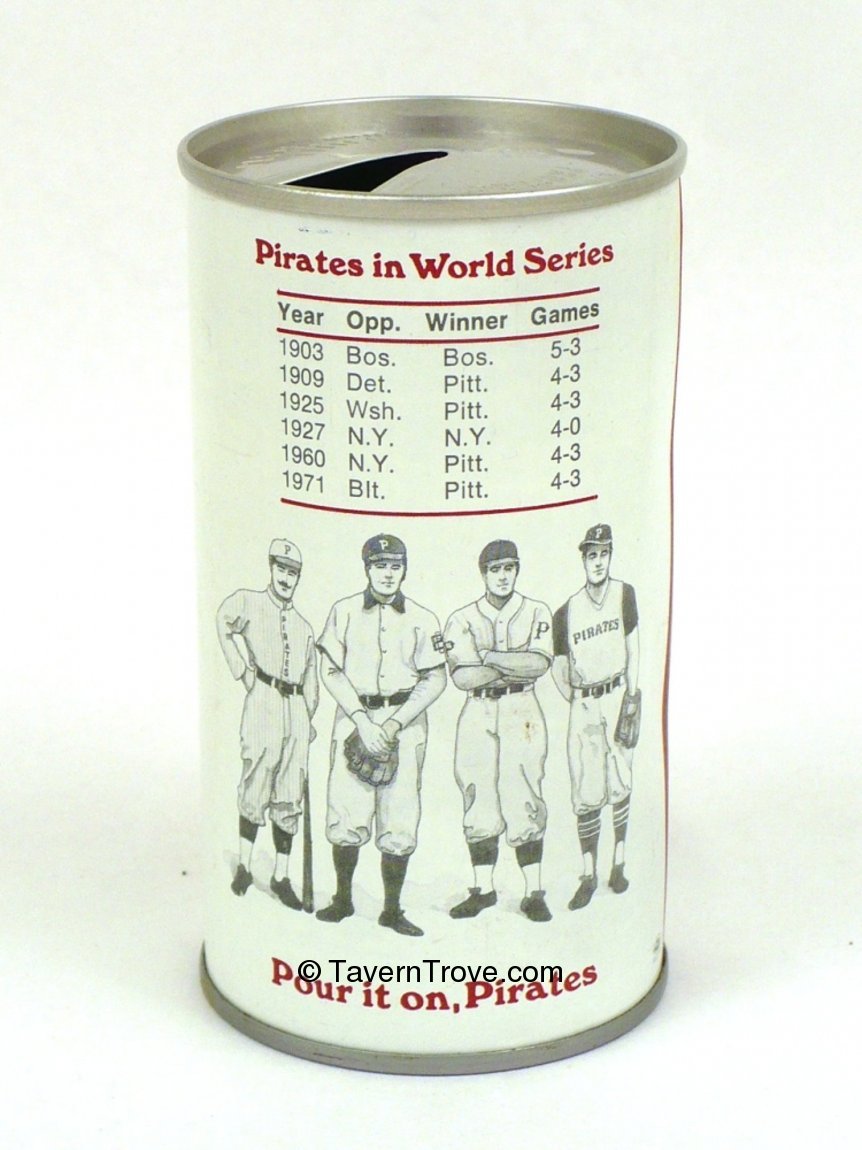 Pirates in World Series
Year Opp. Winner Games
1903 Bos. Bos. 5-3
1909 Det. Pitt. 4-3
1925 Wsh. Pitt. 4-3
1927 N.Y. N.Y. 4-0
1960 N.Y. Pitt. 4-3
1971 Blt. Pitt. 4-3
P
P
P
PIRATES
P
PIRATES
© TavernTrove.com
Pour it on, Pirates